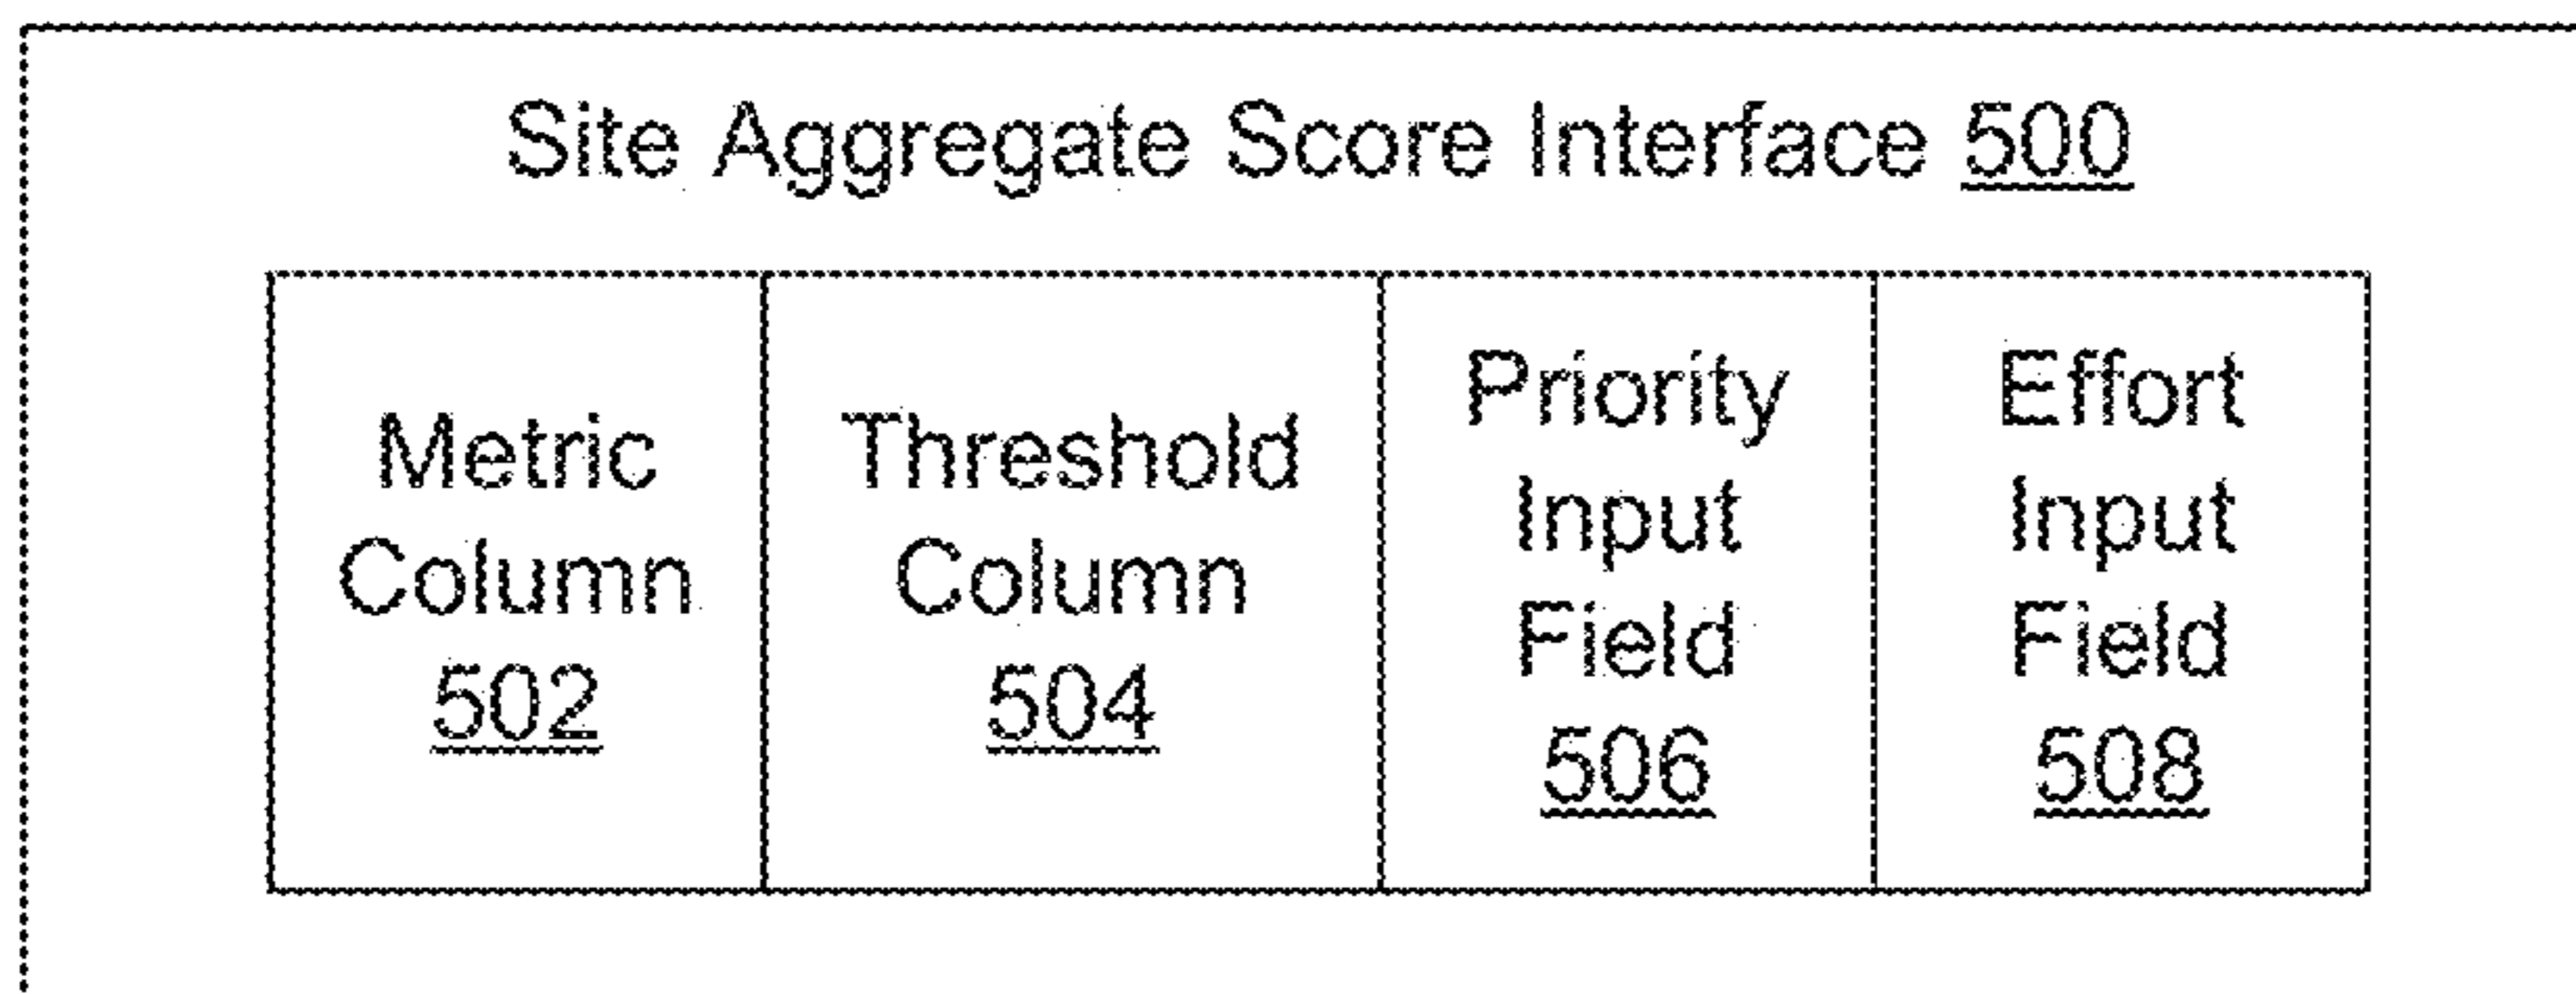 Site Aggregate Score Interface 500
Metric
Column
502
Threshold
Column
504
Priority
Input
Field
506
Effort
Input
Field
508